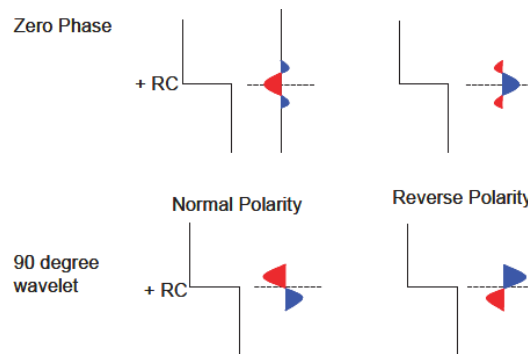 Zero Phase
+ RC
Normal Polarity
Reverse Polarity
90 degree
wavelet
+ RC